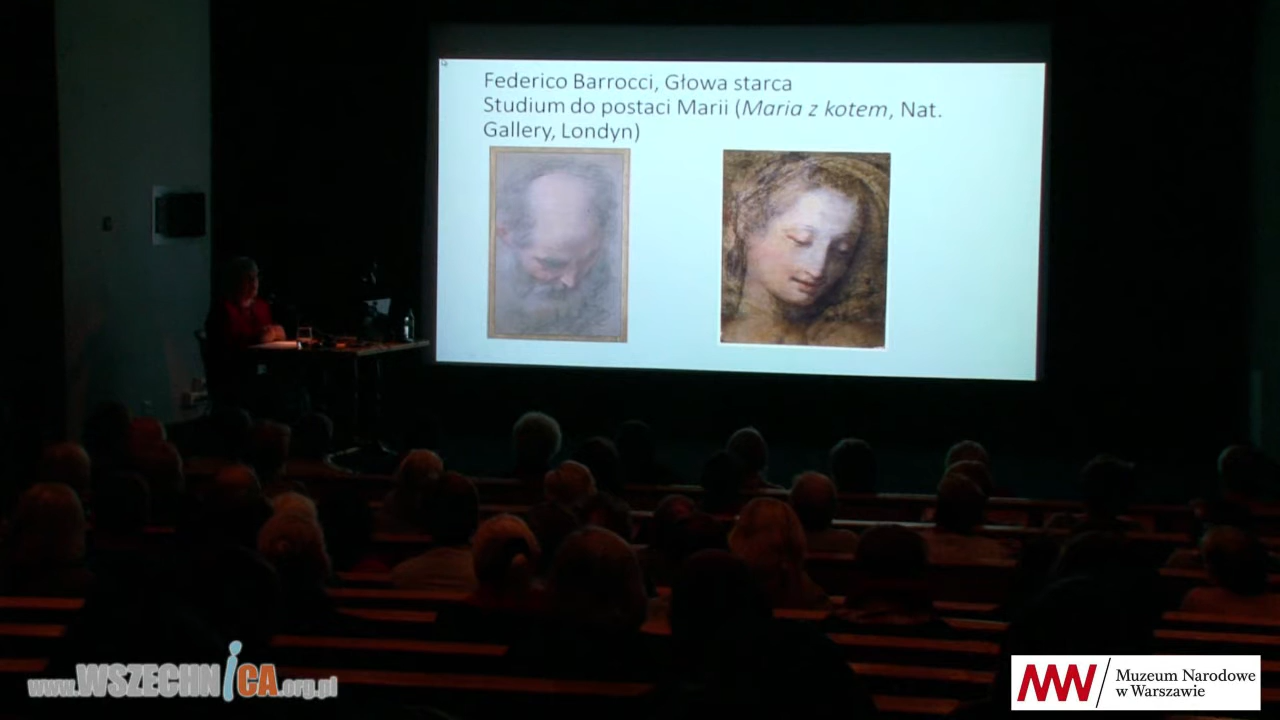 Federico Barrocci, Głowa starca
Studium do postaci Marii (Maria z kotem, Nat.
Gallery, Londyn)
www.WSZECHNICA.org.pl
MW
Muzeum Narodowe
w Warszawie